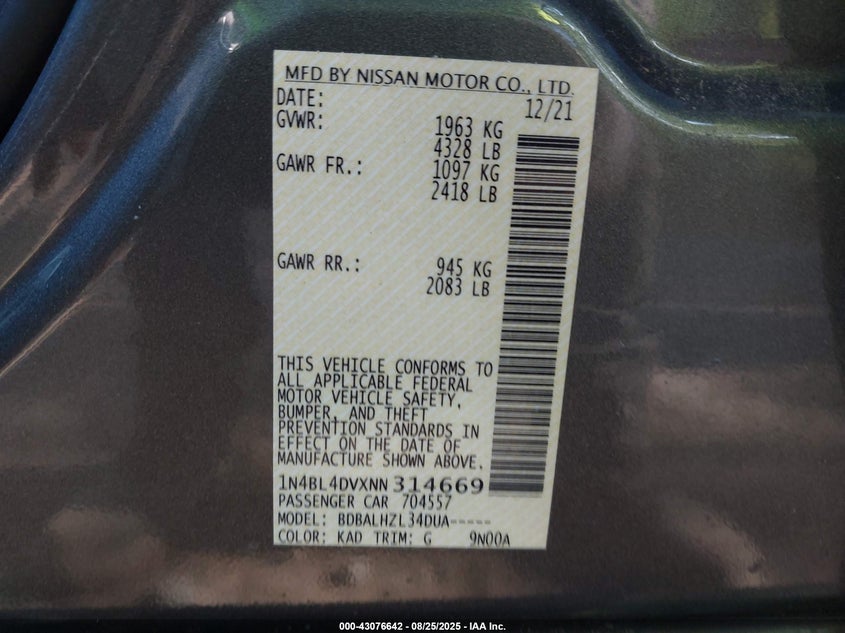 MFD BY NISSAN MOTOR CO., LTD.
DATE: 12/21
GVWR: 1963 KG
4328 LB
GAWR FR.: 1097 KG
2418 LB
GAWR RR.: 945 KG
2083 LB
THIS VEHICLE CONFORMS TO
ALL APPLICABLE FEDERAL
MOTOR VEHICLE SAFETY,
BUMPER, AND THEFT
PREVENTION STANDARDS IN
EFFECT ON THE DATE OF
MANUFACTURE SHOWN ABOVE.
1N4BL4DVXNN314669
PASSENGER CAR 704557
MODEL: BDBALHZL34DUA-----
COLOR: KAD TRIM: G 9N00A
000-43076642 - 08/25/2025 - IAA Inc.